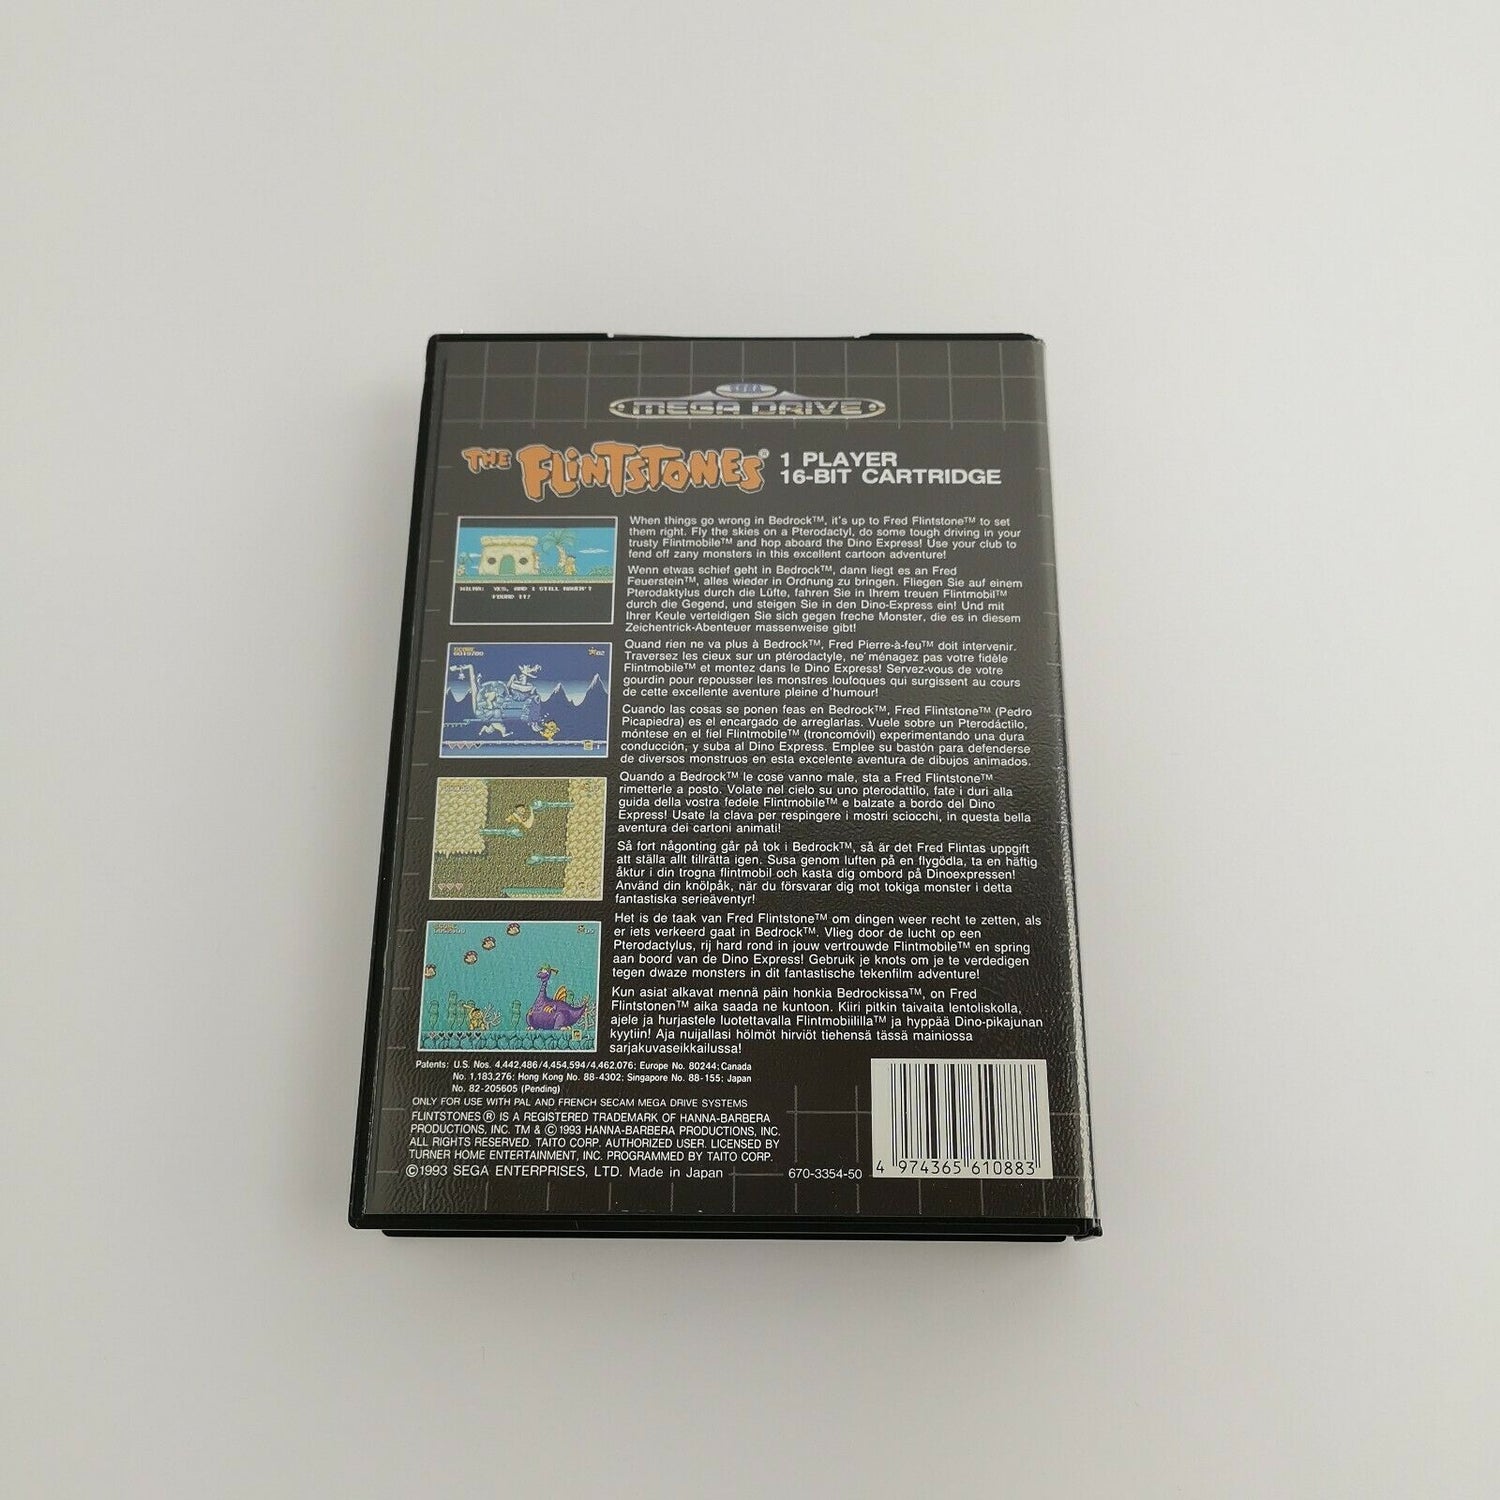 SEGA
MEGA DRIVE
THE FLINTSTONES®
1 PLAYER
16-BIT CARTRIDGE
When things go wrong in Bedrock™, it's up to Fred Flintstone™ to set
them right. Fly the skies on a Pterodactyl, do some tough driving in your
trusty Flintmobile™ and hop aboard the Dino Express! Use your club to
fend off zany monsters in this excellent cartoon adventure!
Wenn etwas schief geht in Bedrock™, dann liegt es an Fred
Feuerstein™, alles wieder in Ordnung zu bringen. Fliegen Sie auf einem
Pterodaktylus durch die Lüfte, fahren Sie in Ihrem treuen Flintmobil™
durch die Gegend, und steigen Sie in den Dino-Express ein! Und mit
Ihrer Keule verteidigen Sie sich gegen freche Monster, die es in diesem
Zeichentrick-Abenteuer massenweise gibt!
Quand rien ne va plus à Bedrock™, Fred Pierre-à-feu™ doit intervenir.
Traversez les cieux sur un ptérodactyle, ne ménagez pas votre fidèle
Flintmobile™ et montez dans le Dino Express! Servez-vous de votre
gourdin pour repousser les monstres loufoques qui surgissent au cours
de cette excellente aventure pleine d'humour!
Cuando las cosas se ponen feas en Bedrock™, Fred Flintstone™ (Pedro
Picapiedra) es el encargado de arreglarlas. Vuele sobre un Pterodáctilo,
móntese en el fiel Flintmobile™ (troncomóvil) experimentando una dura
conducción, y suba al Dino Express. Emplee su bastón para defenderse
de diversos monstruos en esta excelente aventura de dibujos animados.
Quando a Bedrock™ le cose vanno male, sta a Fred Flintstone™
rimetterle a posto. Volate nel cielo su uno pterodattilo, fate i duri alla
guida della vostra fedele Flintmobile™ e balzate a bordo del Dino
Express! Usate la clava per respingere i mostri sciocchi, in questa bella
aventura dei cartoni animati!
Så fort någonting går på tok i Bedrock™, så är det Fred Flintas uppgift
att ställa allt tillrätta igen. Susa genom luften på en flygödla, ta en häftig
åktur i din trogna flintmobil och kasta dig ombord på Dinoexpressen!
Använd din knölpåk, när du försvarar dig mot tokiga monster i detta
fantastiska serieäventyr!
Het is de taak van Fred Flintstone™ om dingen weer recht te zetten, als
er iets verkeerd gaat in Bedrock™. Vlieg door de lucht op een
Pterodactylus, rij hard rond in jouw vertrouwde Flintmobile™ en spring
aan boord van de Dino Express! Gebruik je knots om je te verdedigen
tegen dwaze monsters in dit fantastische tekenfilm adventure!
Kun asiat alkavat mennä päin honkia Bedrockissa™, on Fred
Flintstonen™ aika saada ne kuntoon. Kiiri pitkin taivaita lentoliskolla,
ajele ja hurjastele luotettavalla Flintmobiililla™ ja hyppää Dino-pikajunan
kyytiin! Aja nuijallasi hölmöt hirviöt tiehensä tässä mainiossa
sarjakuvaseikkailussa!
WILMA: YES, AND I STILL HAVEN'T
FOUND IT!
SCORE
Patents: U.S. Nos. 4,442,486/4,454,594/4,462,076; Europe No. 80244; Canada
No. 1,183,276; Hong Kong No. 88-4302; Singapore No. 88-155; Japan
No. 82-205605 (Pending)
ONLY FOR USE WITH PAL AND FRENCH SECAM MEGA DRIVE SYSTEMS
FLINTSTONES ® IS A REGISTERED TRADEMARK OF HANNA-BARBERA
PRODUCTIONS, INC. TM & © 1993 HANNA-BARBERA PRODUCTIONS, INC.
ALL RIGHTS RESERVED. TAITO CORP. AUTHORIZED USER. LICENSED BY
TURNER HOME ENTERTAINMENT, INC. PROGRAMMED BY TAITO CORP.
©1993 SEGA ENTERPRISES, LTD. Made in Japan
670-3354-50
4 974365 610883